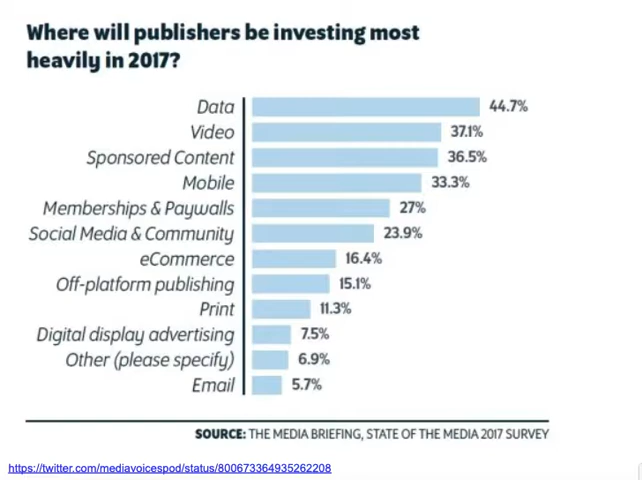 Where will publishers be investing most
heavily in 2017?
Data 44.7%
Video 37.1%
Sponsored Content 36.5%
Mobile 33.3%
Memberships & Paywalls 27%
Social Media & Community 23.9%
eCommerce 16.4%
Off-platform publishing 15.1%
Print 11.3%
Digital display advertising 7.5%
Other (please specify) 6.9%
Email 5.7%
SOURCE: THE MEDIA BRIEFING, STATE OF THE MEDIA 2017 SURVEY
https://twitter.com/mediavoicespod/status/800673364935262208